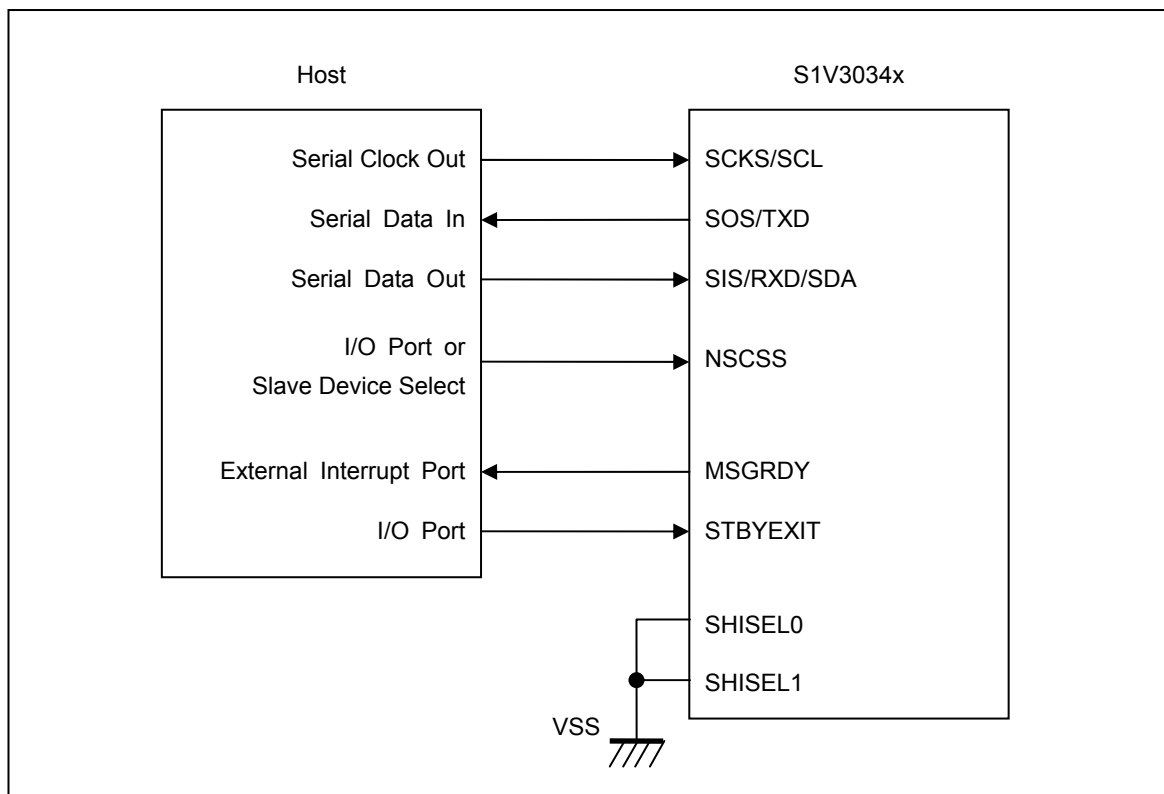 Host
S1V3034x
Serial Clock Out
SCKS/SCL
Serial Data In
SOS/TXD
Serial Data Out
SIS/RXD/SDA
I/O Port or
Slave Device Select
NSCSS
External Interrupt Port
MSGRDY
I/O Port
STBYEXIT
SHISEL0
SHISEL1
VSS